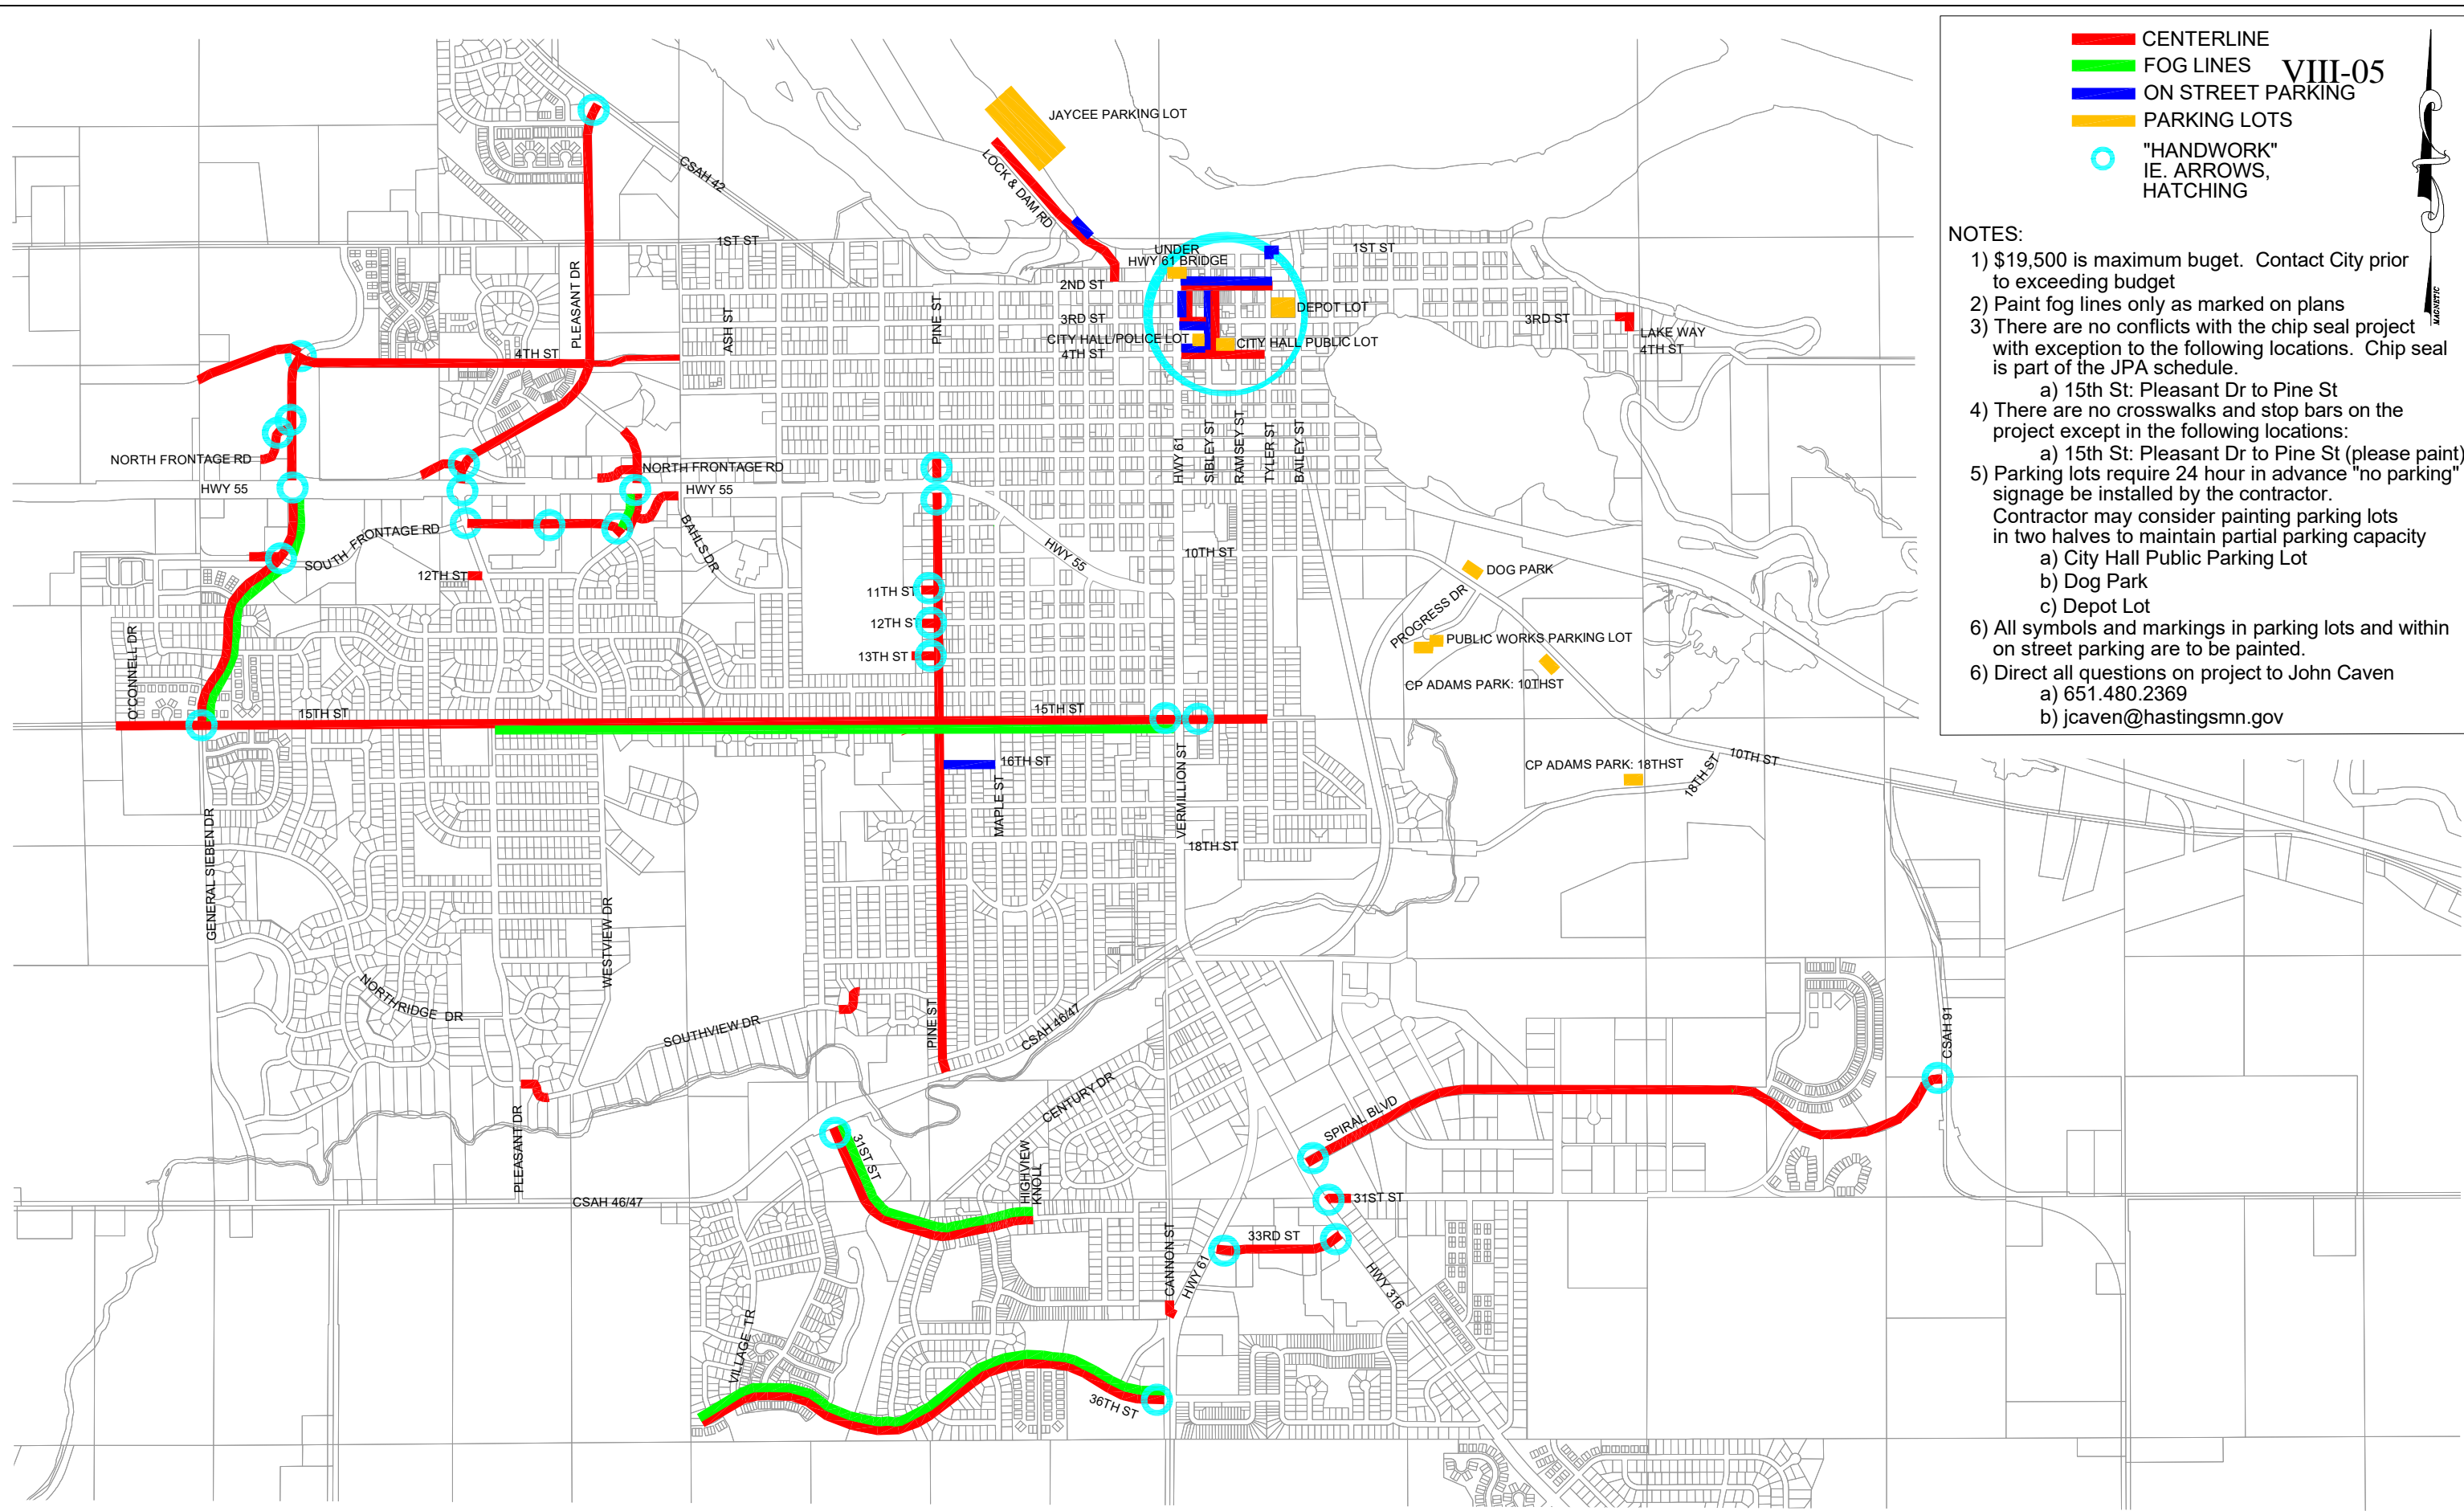 CENTERLINE
FOG LINES
VIII-05
ON STREET PARKING
PARKING LOTS
"HANDWORK"
IE. ARROWS,
HATCHING
MAGNETIC
NOTES:
1) $19,500 is maximum buget. Contact City prior
to exceeding budget
2) Paint fog lines only as marked on plans
3) There are no conflicts with the chip seal project
with exception to the following locations. Chip seal
is part of the JPA schedule.
a) 15th St: Pleasant Dr to Pine St
4) There are no crosswalks and stop bars on the
project except in the following locations:
a) 15th St: Pleasant Dr to Pine St (please paint)
5) Parking lots require 24 hour in advance "no parking"
signage be installed by the contractor.
Contractor may consider painting parking lots
in two halves to maintain partial parking capacity
a) City Hall Public Parking Lot
b) Dog Park
c) Depot Lot
6) All symbols and markings in parking lots and within
on street parking are to be painted.
6) Direct all questions on project to John Caven
a) 651.480.2369
b) jcaven@hastingsmn.gov
JAYCEE PARKING LOT
CSAH 42
LOCK & DAM RD
1ST ST
UNDER
HWY 61 BRIDGE
1ST ST
PLEASANT DR
2ND ST
ASH ST
PINE ST
3RD ST
DEPOT LOT
3RD ST
LAKE WAY
CITY HALL/POLICE LOT
CITY HALL PUBLIC LOT
4TH ST
4TH ST
4TH ST
HWY 61
SIBLEY ST
RAMSEY ST
TYLER ST
BAILEY ST
NORTH FRONTAGE RD
NORTH FRONTAGE RD
HWY 55
HWY 55
SOUTH FRONTAGE RD
BAHLS DR
HWY 55
10TH ST
12TH ST
11TH ST
12TH ST
13TH ST
DOG PARK
PROGRESS DR
PUBLIC WORKS PARKING LOT
CP ADAMS PARK: 10THST
O'CONNELL DR
15TH ST
15TH ST
16TH ST
MAPLE ST
VERMILLION ST
18TH ST
CP ADAMS PARK: 18THST
18TH ST
10TH ST
GENERAL SIEBEN DR
WESTVIEW DR
NORTHRIDGE DR
SOUTHVIEW DR
PINE ST
CSAH 46/47
CENTURY DR
CSAH 91
SPIRAL BLVD
PLEASANT DR
31ST ST
HIGHVIEW
KNOLL
CSAH 46/47
31ST ST
33RD ST
CANNON ST
HWY 61
HWY 316
VILLAGE TR
36TH ST